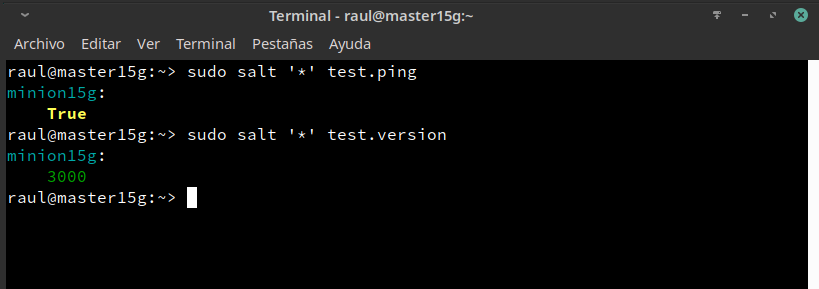 Terminal - raul@master15g:~
Archivo Editar Ver Terminal Pestañas Ayuda
raul@master15g:~> sudo salt '*' test.ping
minion15g:
True
raul@master15g:~> sudo salt '*' test.version
minion15g:
3000
raul@master15g:~>